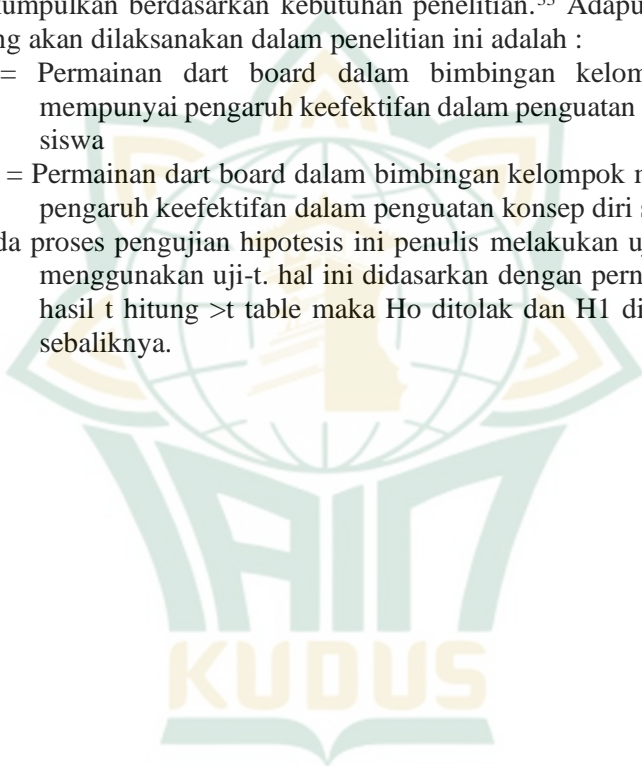 kumpulkan berdasarkan kebutuhan penelitian.³³ Adapu
ng akan dilaksanakan dalam penelitian ini adalah :
= Permainan dart board dalam bimbingan kelom
mempunyai pengaruh keefektifan dalam penguatan
siswa
= Permainan dart board dalam bimbingan kelompok
pengaruh keefektifan dalam penguatan konsep diri
da proses pengujian hipotesis ini penulis melakukan uj
menggunakan uji-t. hal ini didasarkan dengan pern
hasil t hitung >t table maka Ho ditolak dan H1 di
sebaliknya.
IAIN
KUDUS